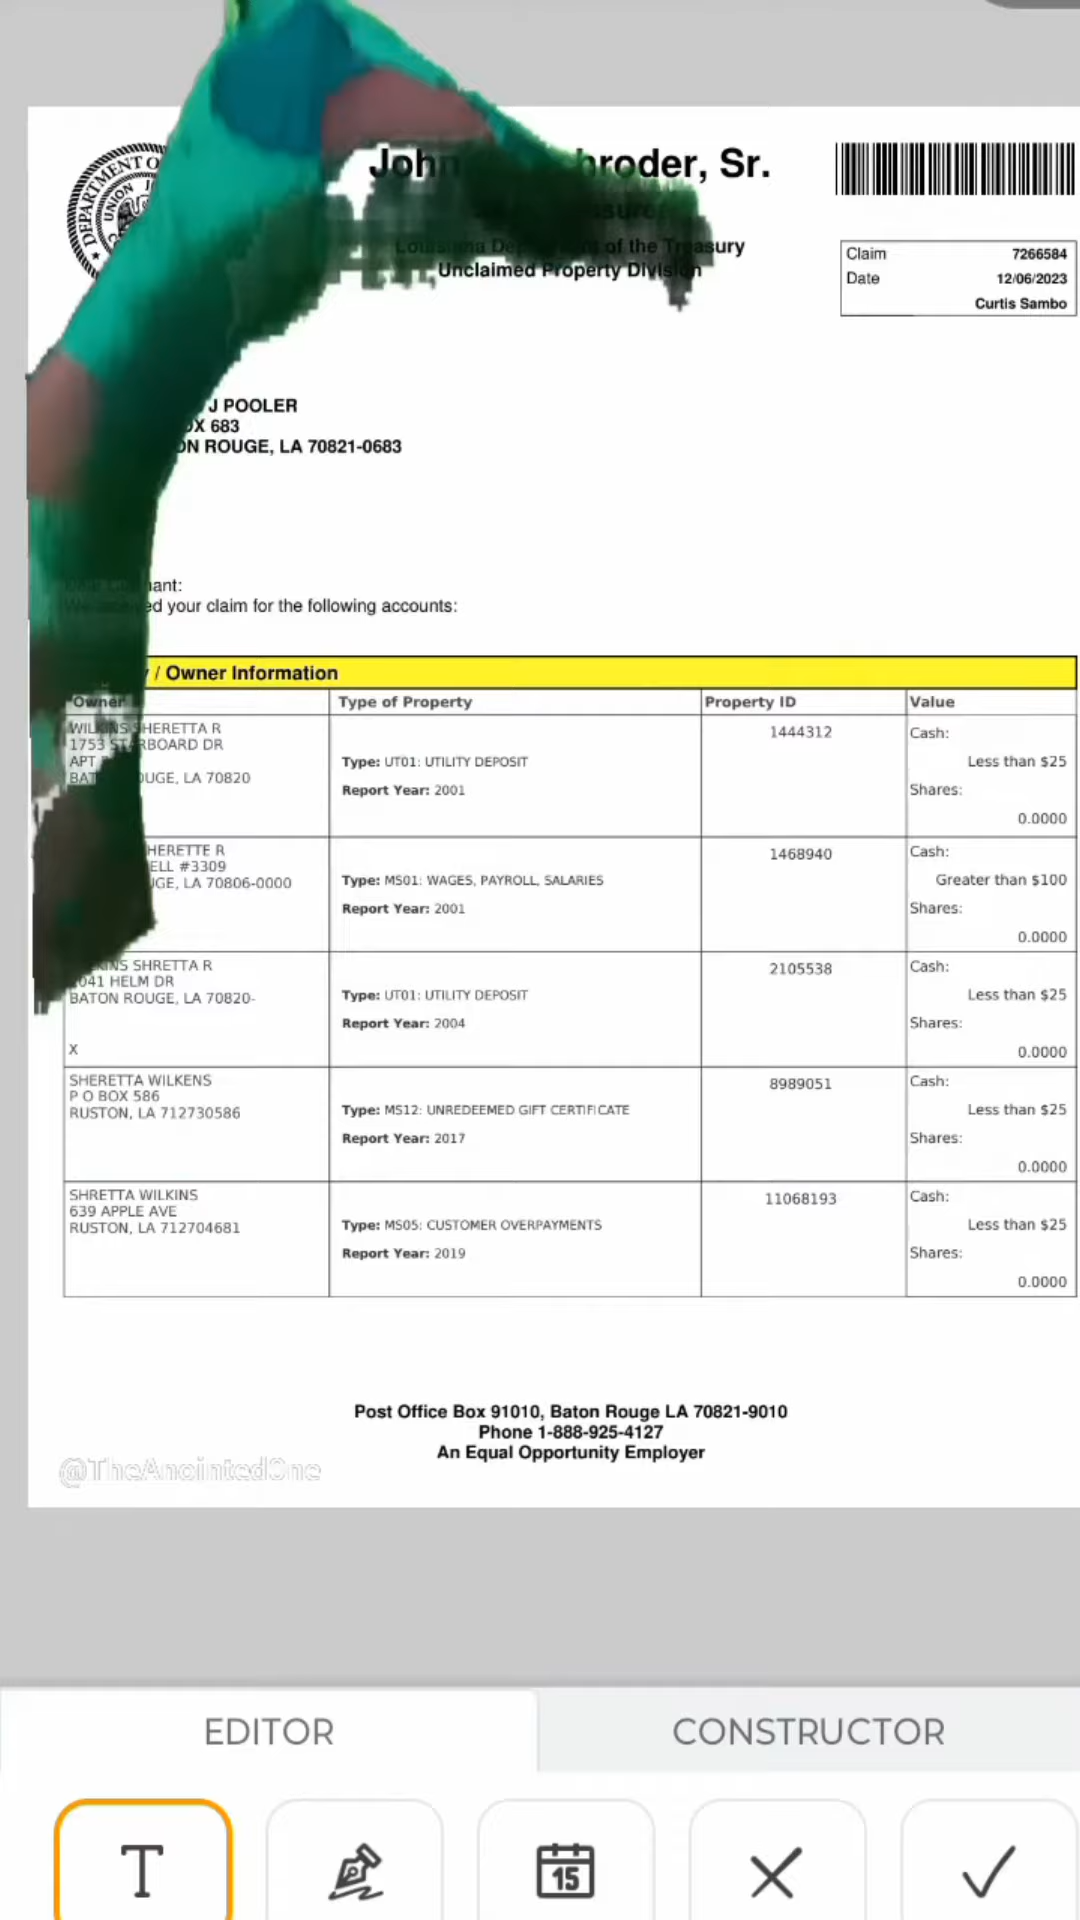 DEPARTMENT O
UNION J
John
hroder, Sr.
Louisiana Department of the Treasury
Unclaimed Property Division
Claim 7266584
Date 12/06/2023
Curtis Sambo
J POOLER
OX 683
ON ROUGE, LA 70821-0683
ant:
ed your claim for the following accounts:
/ Owner Information
Owner Type of Property Property ID Value
WILKINS SHERETTA R
1753 STARBOARD DR
APT
BAT OUGE, LA 70820
Type: UT01: UTILITY DEPOSIT
Report Year: 2001
1444312
Cash:
Less than $25
Shares:
0.0000
HERETTE R
ELL #3309
UGE, LA 70806-0000
Type: MS01: WAGES, PAYROLL, SALARIES
Report Year: 2001
1468940
Cash:
Greater than $100
Shares:
0.0000
INS SHRETTA R
041 HELM DR
BATON ROUGE, LA 70820-
X
Type: UT01: UTILITY DEPOSIT
Report Year: 2004
2105538
Cash:
Less than $25
Shares:
0.0000
SHERETTA WILKENS
P O BOX 586
RUSTON, LA 712730586
Type: MS12: UNREDEEMED GIFT CERTIFICATE
Report Year: 2017
8989051
Cash:
Less than $25
Shares:
0.0000
SHRETTA WILKINS
639 APPLE AVE
RUSTON, LA 712704681
Type: MS05: CUSTOMER OVERPAYMENTS
Report Year: 2019
11068193
Cash:
Less than $25
Shares:
0.0000
Post Office Box 91010, Baton Rouge LA 70821-9010
Phone 1-888-925-4127
An Equal Opportunity Employer
@TheAnointedOne
EDITOR CONSTRUCTOR
T
15